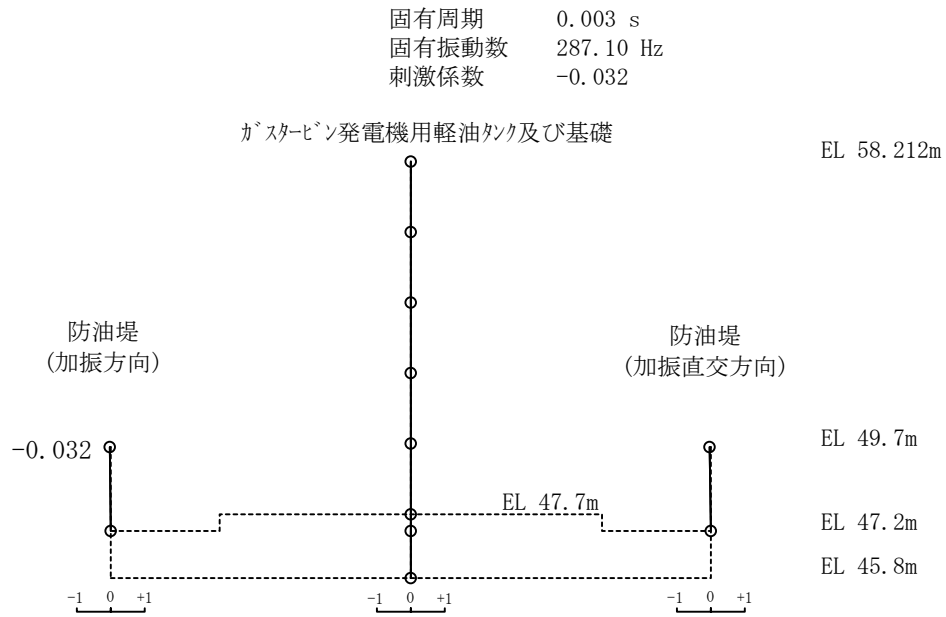 固有周期 0.003 s
固有振動数 287.10 Hz
刺激係数 -0.032
ｶﾞｽﾀｰﾋﾞﾝ発電機用軽油ﾀﾝｸ及び基礎
EL 58.212m
防油堤
(加振方向)
防油堤
(加振直交方向)
-0.032
EL 49.7m
EL 47.7m
EL 47.2m
EL 45.8m
-1 0 +1
-1 0 +1
-1 0 +1